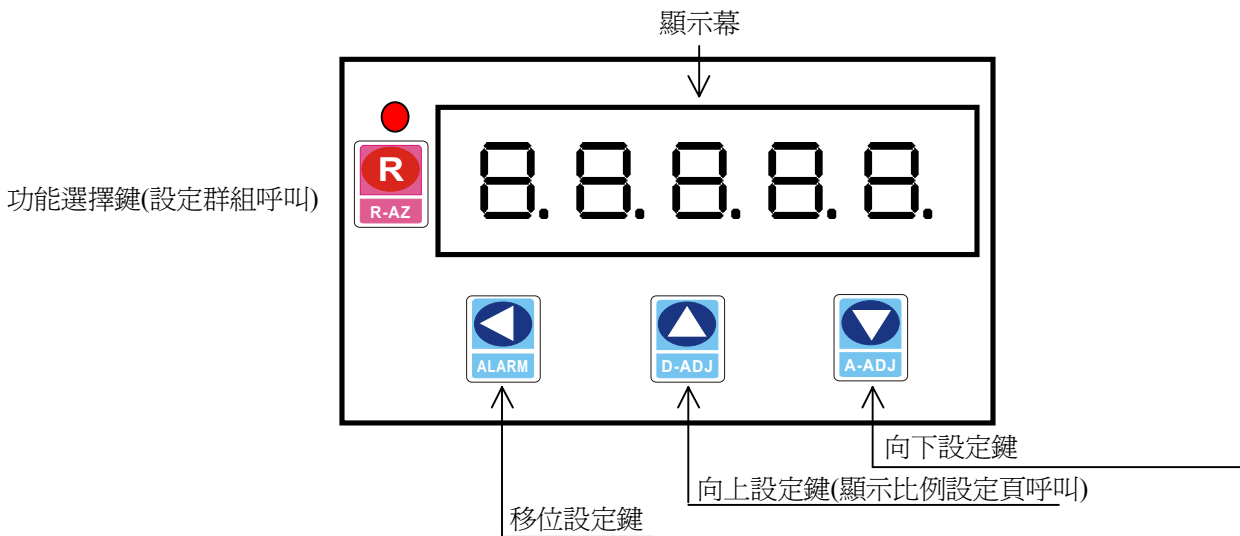 顯示幕
8.8.8.8.8.
R
R-AZ
功能選擇鍵(設定群組呼叫)
ALARM
D-ADJ
A-ADJ
向下設定鍵
向上設定鍵(顯示比例設定頁呼叫)
移位設定鍵